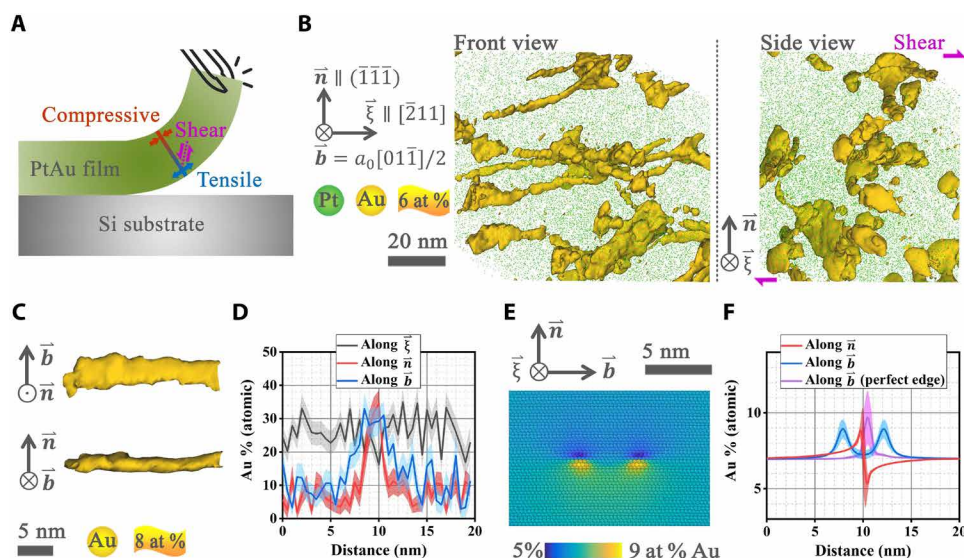 A
Compressive
Shear
PtAu film
Tensile
Si substrate
B
Front view
Side view
Shear
n ∥ (1̄1̄1̄)
ξ ∥ [2̄11]
b = a₀[011̄]/2
Pt Au 6 at %
20 nm
n
ξ
C
b
n
n
b
5 nm Au 8 at %
D
Along ξ
Along n
Along b
Au % (atomic)
50
40
30
20
10
0
0 5 10 15 20
Distance (nm)
E
n
ξ b
5 nm
5% 9 at % Au
F
Along n
Along b
Along b (perfect edge)
Au % (atomic)
10
5
0 5 10 15 20
Distance (nm)